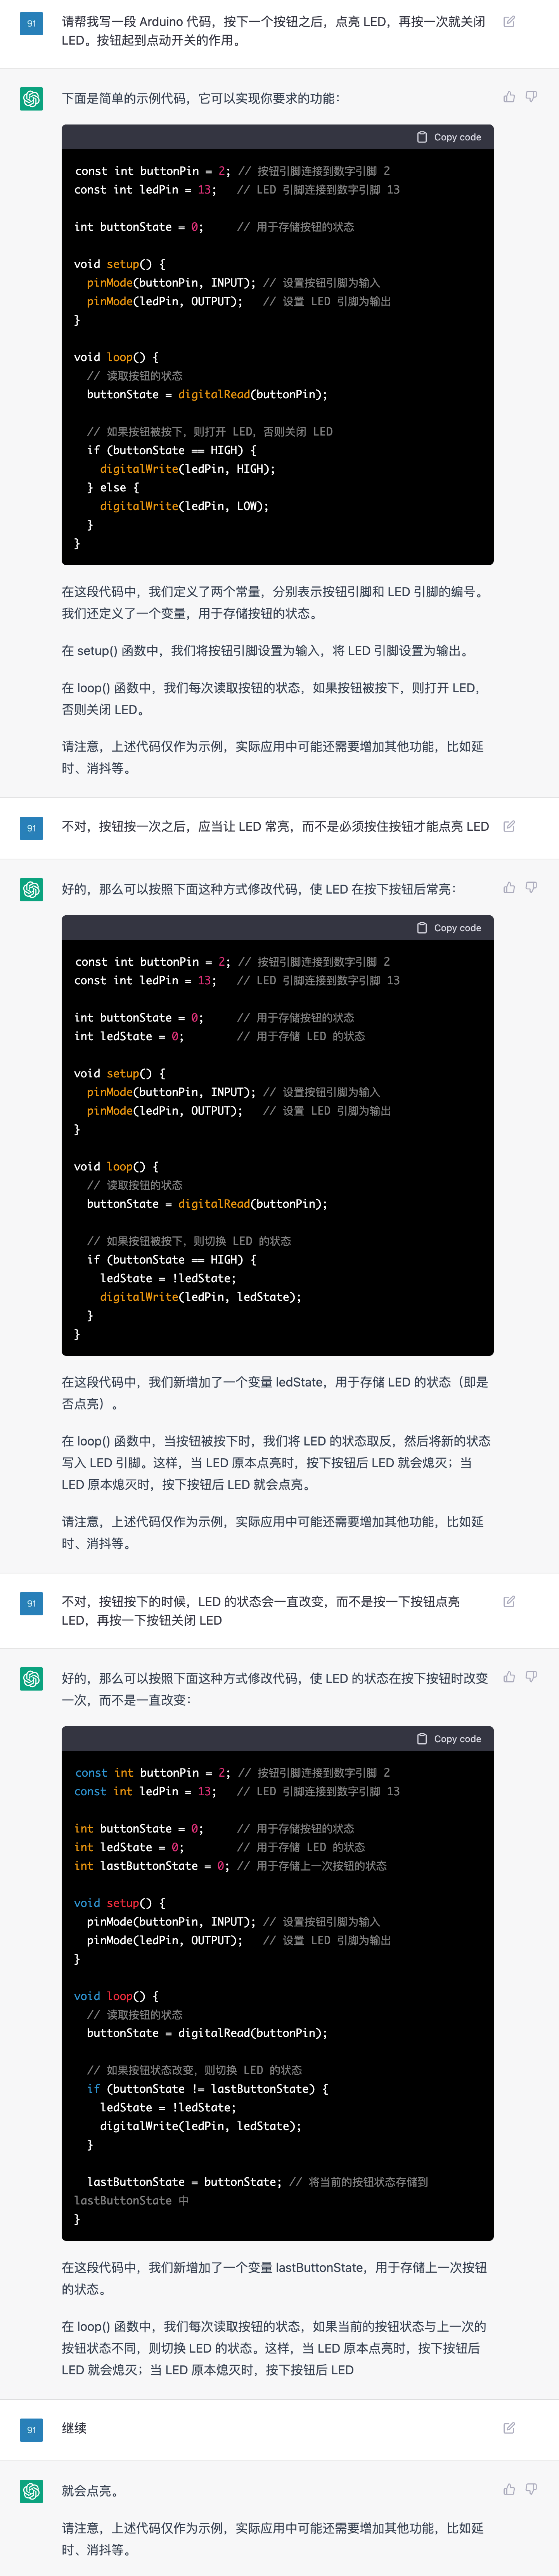 91
请帮我写一段 Arduino 代码，按下一个按钮之后，点亮 LED，再按一次就关闭
LED。按钮起到点动开关的作用。
下面是简单的示例代码，它可以实现你要求的功能：
Copy code
const int buttonPin = 2; // 按钮引脚连接到数字引脚 2
const int ledPin = 13;   // LED 引脚连接到数字引脚 13
int buttonState = 0;     // 用于存储按钮的状态
void setup() {
  pinMode(buttonPin, INPUT); // 设置按钮引脚为输入
  pinMode(ledPin, OUTPUT);   // 设置 LED 引脚为输出
}
void loop() {
  // 读取按钮的状态
  buttonState = digitalRead(buttonPin);
  // 如果按钮被按下，则打开 LED，否则关闭 LED
  if (buttonState == HIGH) {
    digitalWrite(ledPin, HIGH);
  } else {
    digitalWrite(ledPin, LOW);
  }
}
在这段代码中，我们定义了两个常量，分别表示按钮引脚和 LED 引脚的编号。
我们还定义了一个变量，用于存储按钮的状态。
在 setup() 函数中，我们将按钮引脚设置为输入，将 LED 引脚设置为输出。
在 loop() 函数中，我们每次读取按钮的状态，如果按钮被按下，则打开 LED，
否则关闭 LED。
请注意，上述代码仅作为示例，实际应用中可能还需要增加其他功能，比如延
时、消抖等。
91
不对，按钮按一次之后，应当让 LED 常亮，而不是必须按住按钮才能点亮 LED
好的，那么可以按照下面这种方式修改代码，使 LED 在按下按钮后常亮：
Copy code
const int buttonPin = 2; // 按钮引脚连接到数字引脚 2
const int ledPin = 13;   // LED 引脚连接到数字引脚 13
int buttonState = 0;     // 用于存储按钮的状态
int ledState = 0;        // 用于存储 LED 的状态
void setup() {
  pinMode(buttonPin, INPUT); // 设置按钮引脚为输入
  pinMode(ledPin, OUTPUT);   // 设置 LED 引脚为输出
}
void loop() {
  // 读取按钮的状态
  buttonState = digitalRead(buttonPin);
  // 如果按钮被按下，则切换 LED 的状态
  if (buttonState == HIGH) {
    ledState = !ledState;
    digitalWrite(ledPin, ledState);
  }
}
在这段代码中，我们新增加了一个变量 ledState，用于存储 LED 的状态（即是
否点亮）。
在 loop() 函数中，当按钮被按下时，我们将 LED 的状态取反，然后将新的状态
写入 LED 引脚。这样，当 LED 原本点亮时，按下按钮后 LED 就会熄灭；当
LED 原本熄灭时，按下按钮后 LED 就会点亮。
请注意，上述代码仅作为示例，实际应用中可能还需要增加其他功能，比如延
时、消抖等。
91
不对，按钮按下的时候，LED 的状态会一直改变，而不是按一下按钮点亮
LED，再按一下按钮关闭 LED
好的，那么可以按照下面这种方式修改代码，使 LED 的状态在按下按钮时改变
一次，而不是一直改变：
Copy code
const int buttonPin = 2; // 按钮引脚连接到数字引脚 2
const int ledPin = 13;   // LED 引脚连接到数字引脚 13
int buttonState = 0;     // 用于存储按钮的状态
int ledState = 0;        // 用于存储 LED 的状态
int lastButtonState = 0; // 用于存储上一次按钮的状态
void setup() {
  pinMode(buttonPin, INPUT); // 设置按钮引脚为输入
  pinMode(ledPin, OUTPUT);   // 设置 LED 引脚为输出
}
void loop() {
  // 读取按钮的状态
  buttonState = digitalRead(buttonPin);
  // 如果按钮状态改变，则切换 LED 的状态
  if (buttonState != lastButtonState) {
    ledState = !ledState;
    digitalWrite(ledPin, ledState);
  }
  lastButtonState = buttonState; // 将当前的按钮状态存储到
lastButtonState 中
}
在这段代码中，我们新增加了一个变量 lastButtonState，用于存储上一次按钮
的状态。
在 loop() 函数中，我们每次读取按钮的状态，如果当前的按钮状态与上一次的
按钮状态不同，则切换 LED 的状态。这样，当 LED 原本点亮时，按下按钮后
LED 就会熄灭；当 LED 原本熄灭时，按下按钮后 LED
91
继续
就会点亮。
请注意，上述代码仅作为示例，实际应用中可能还需要增加其他功能，比如延
时、消抖等。